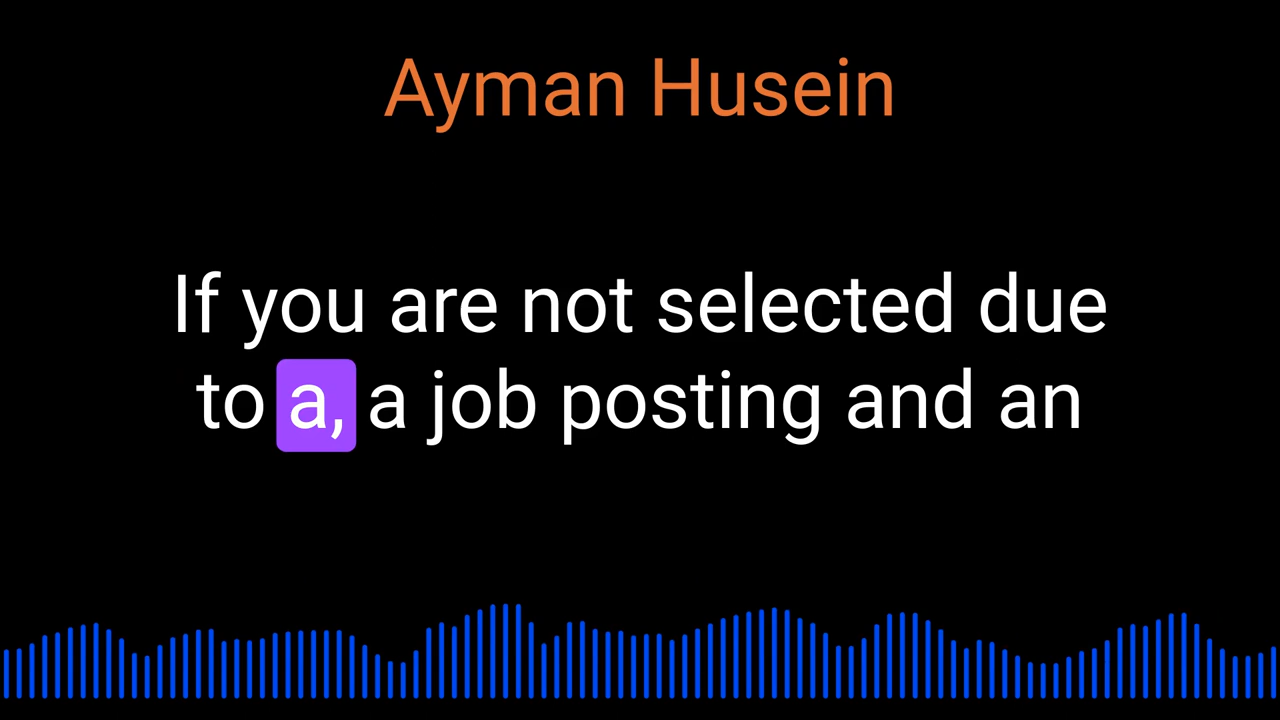 Ayman Husein
If you are not selected due
to a, a job posting and an